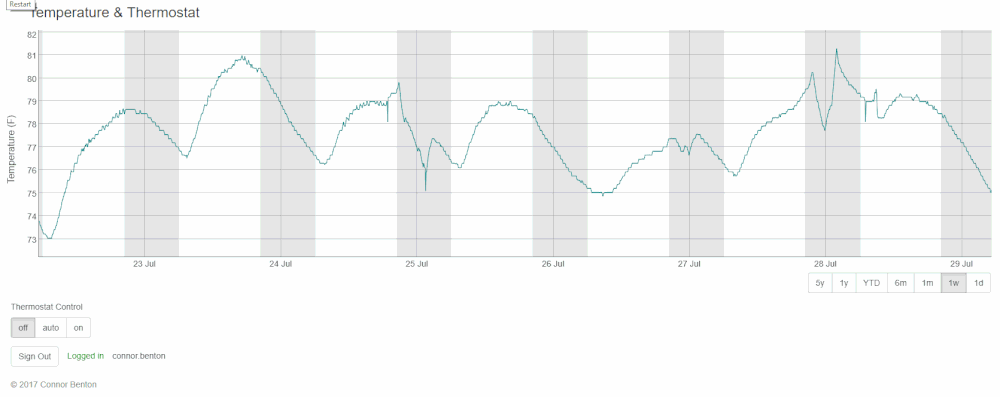 Restart
Temperature & Thermostat
82
81
80
79
78
77
76
75
74
73
Temperature (F)
23 Jul 24 Jul 25 Jul 26 Jul 27 Jul 28 Jul 29 Jul
5y 1y YTD 6m 1m 1w 1d
Thermostat Control
off auto on
Sign Out Logged in connor.benton
© 2017 Connor Benton